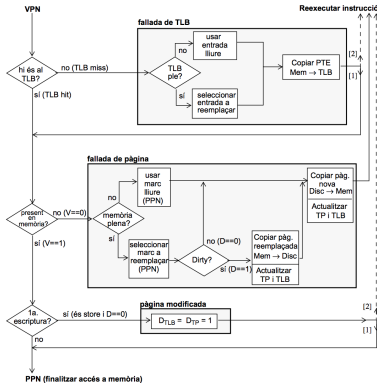 VPN
Reexecutar instrucció
fallada de TLB
hi és al
TLB?
no (TLB miss)
sí (TLB hit)
TLB
ple?
no
sí
usar
entrada
lliure
seleccionar
entrada a
reemplaçar
Copiar PTE
Mem → TLB
[2]
[1]
fallada de pàgina
present
en
memòria?
no (V==0)
sí (V==1)
memòria
plena?
no
sí
usar
marc
lliure
(PPN)
seleccionar
marc a
reemplaçar
(PPN)
Dirty?
no (D==0)
sí (D==1)
Copiar pàg.
reemplaçada
Mem → Disc
Actualitzar
TP i TLB
Copiar pàg.
nova
Disc → Mem
Actualitzar
TP i TLB
1a.
escriptura?
sí (és store i D==0)
no
pàgina modificada
DTLB = DTP = 1
[2]
[1]
PPN (finalitzar accés a memòria)